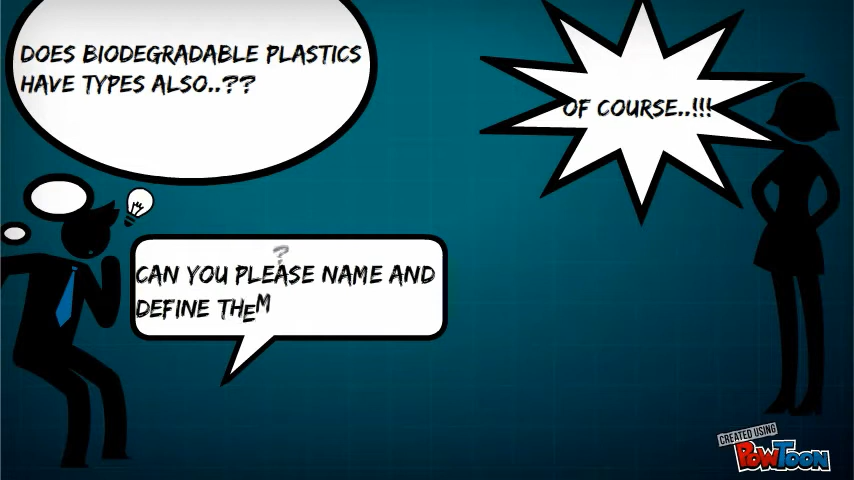 DOES BIODEGRADABLE PLASTICS
HAVE TYPES ALSO..??
OF COURSE..!!!
CAN YOU PLEASE NAME AND
DEFINE THEM
?
CREATED USING
POWTOON